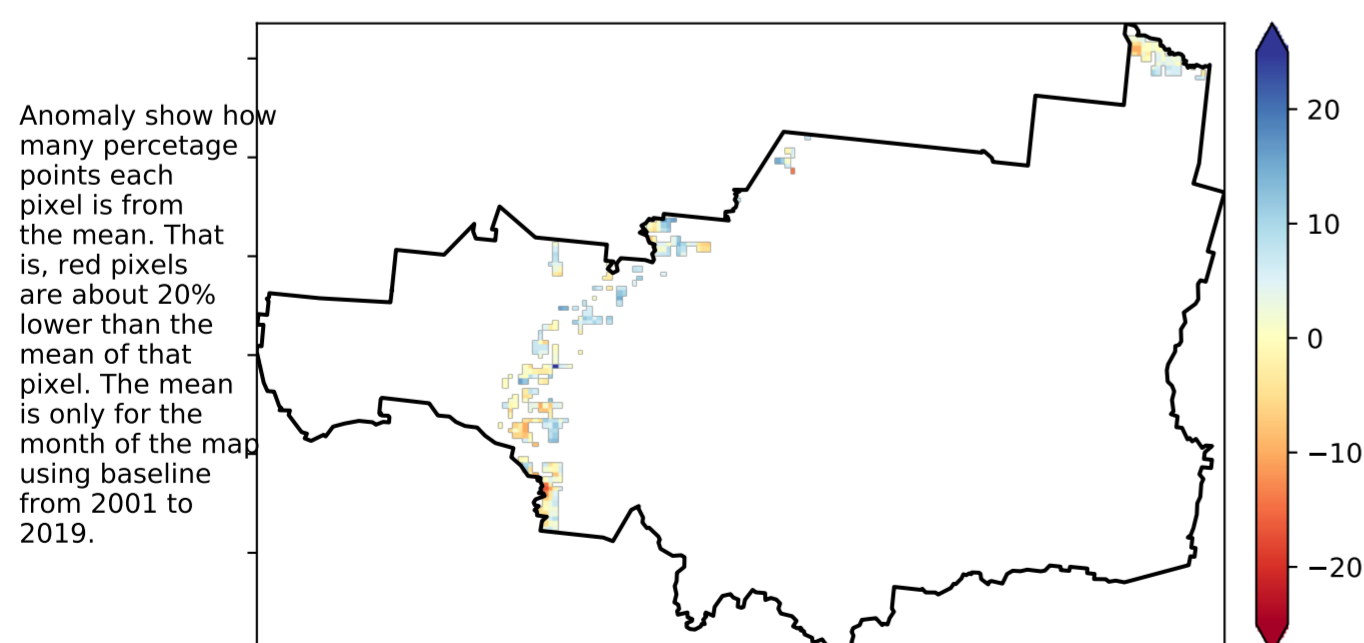 Anomaly show how
many percetage
points each
pixel is from
the mean. That
is, red pixels
are about 20%
lower than the
mean of that
pixel. The mean
is only for the
month of the map
using baseline
from 2001 to
2019.
20
10
0
−10
−20